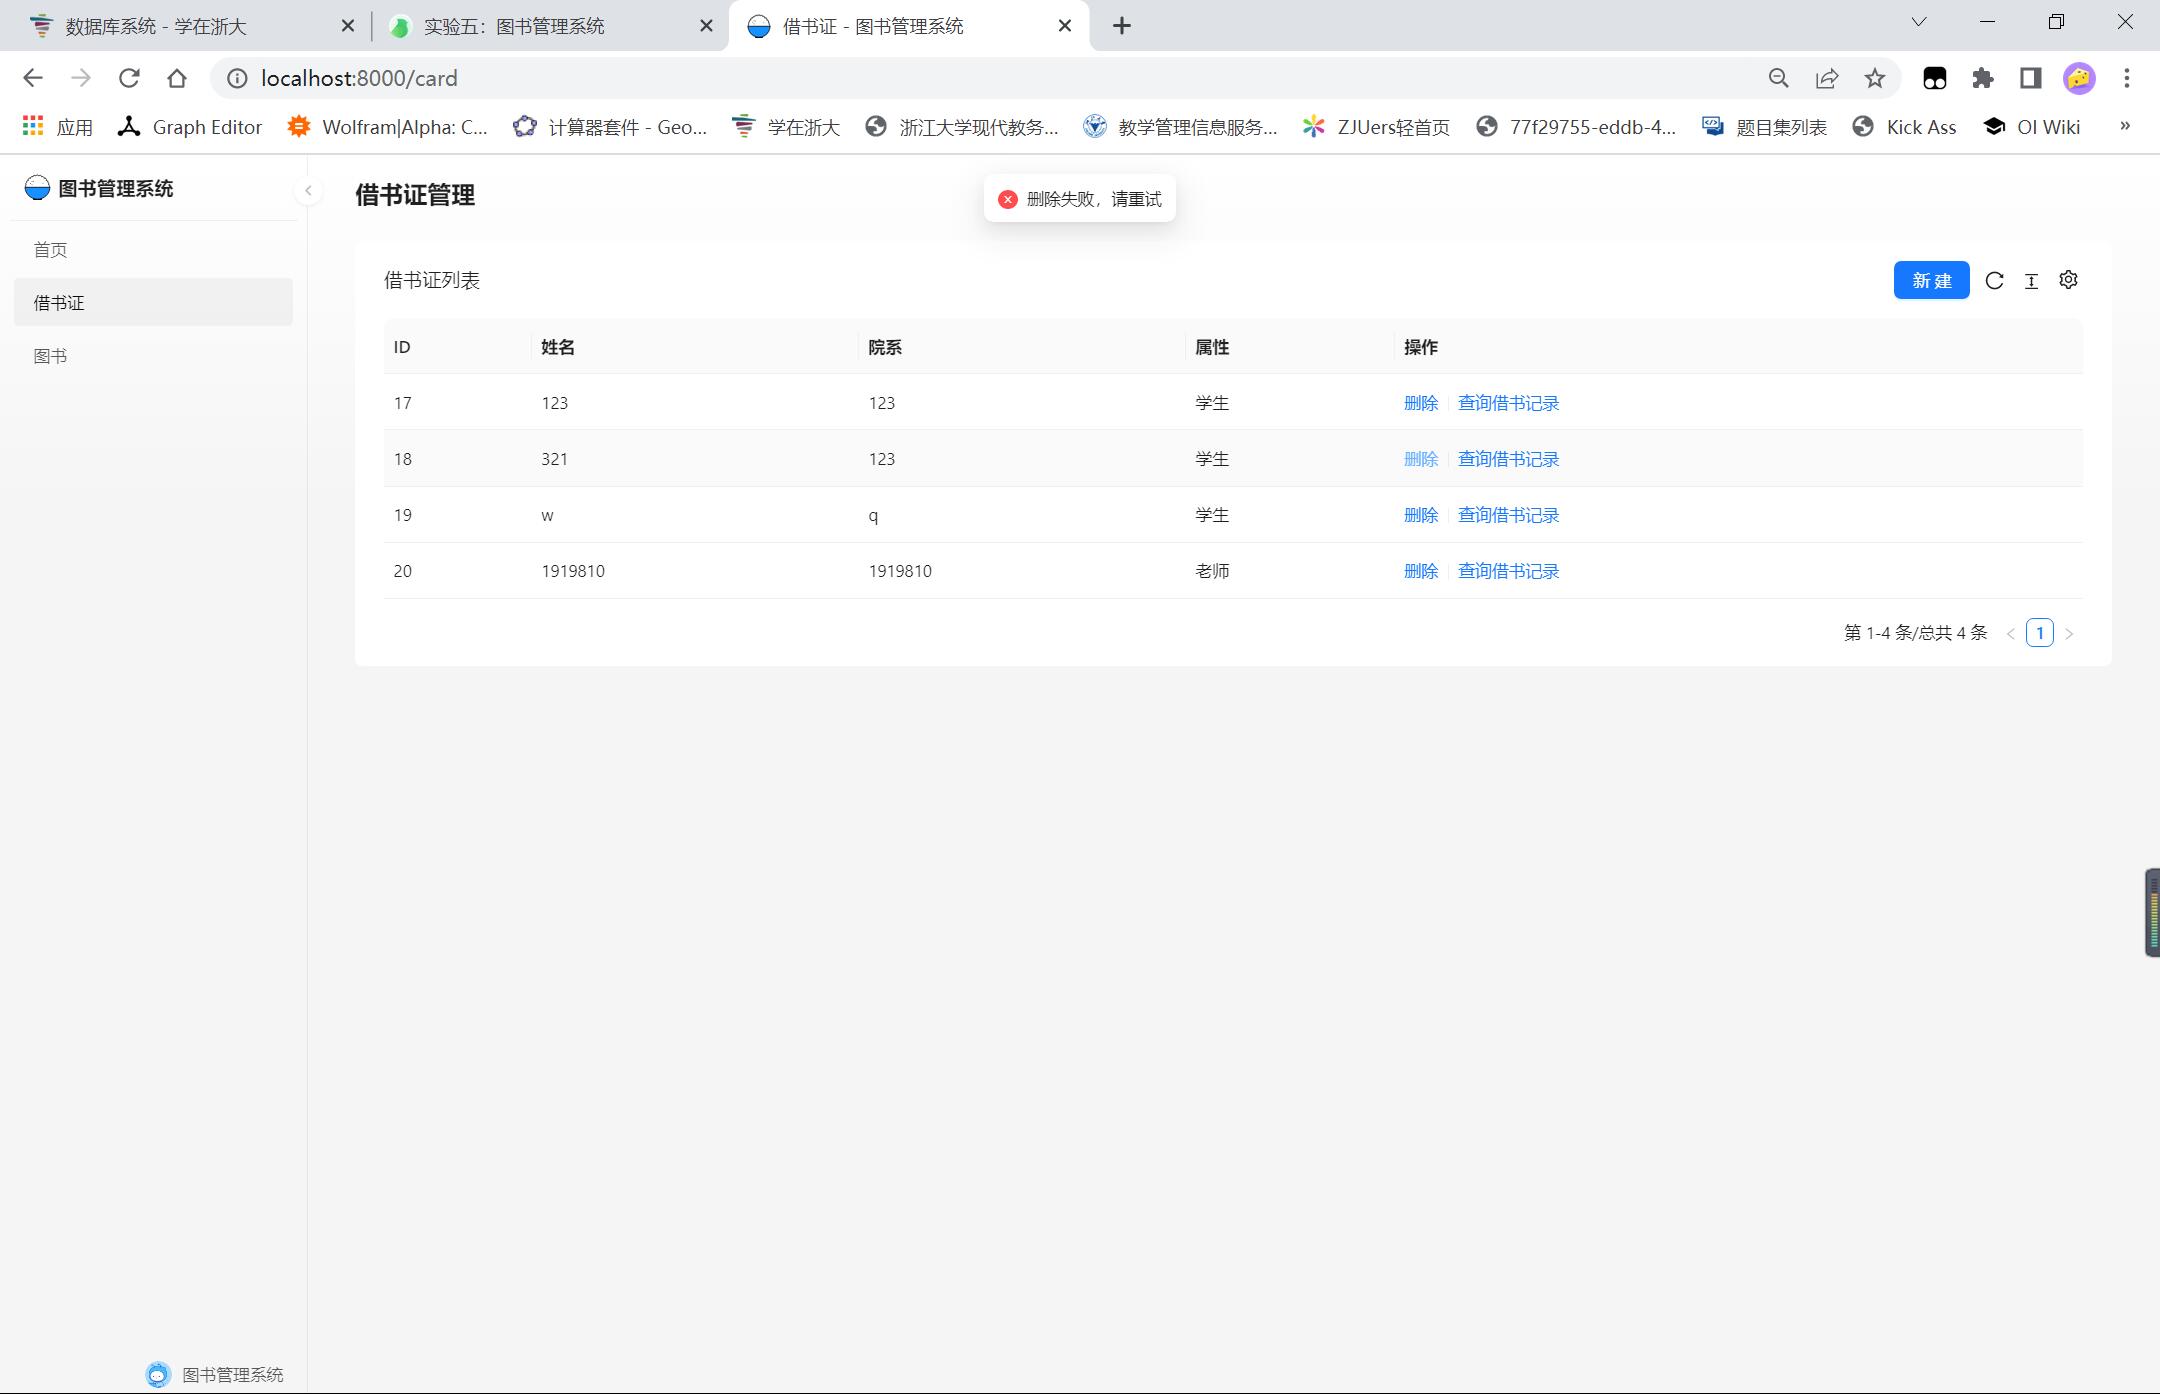 数据库系统 - 学在浙大
实验五：图书管理系统
借书证 - 图书管理系统
localhost:8000/card
应用
Graph Editor
Wolfram|Alpha: C...
计算器套件 - Geo...
学在浙大
浙江大学现代教务...
教学管理信息服务...
ZJUers轻首页
77f29755-eddb-4...
题目集列表
Kick Ass
OI Wiki
»
图书管理系统
首页
借书证
图书
借书证管理
删除失败，请重试
借书证列表
新 建
ID 姓名 院系 属性 操作
17 123 123 学生 删除 查询借书记录
18 321 123 学生 删除 查询借书记录
19 w q 学生 删除 查询借书记录
20 1919810 1919810 老师 删除 查询借书记录
第 1-4 条/总共 4 条 < 1 >
图书管理系统